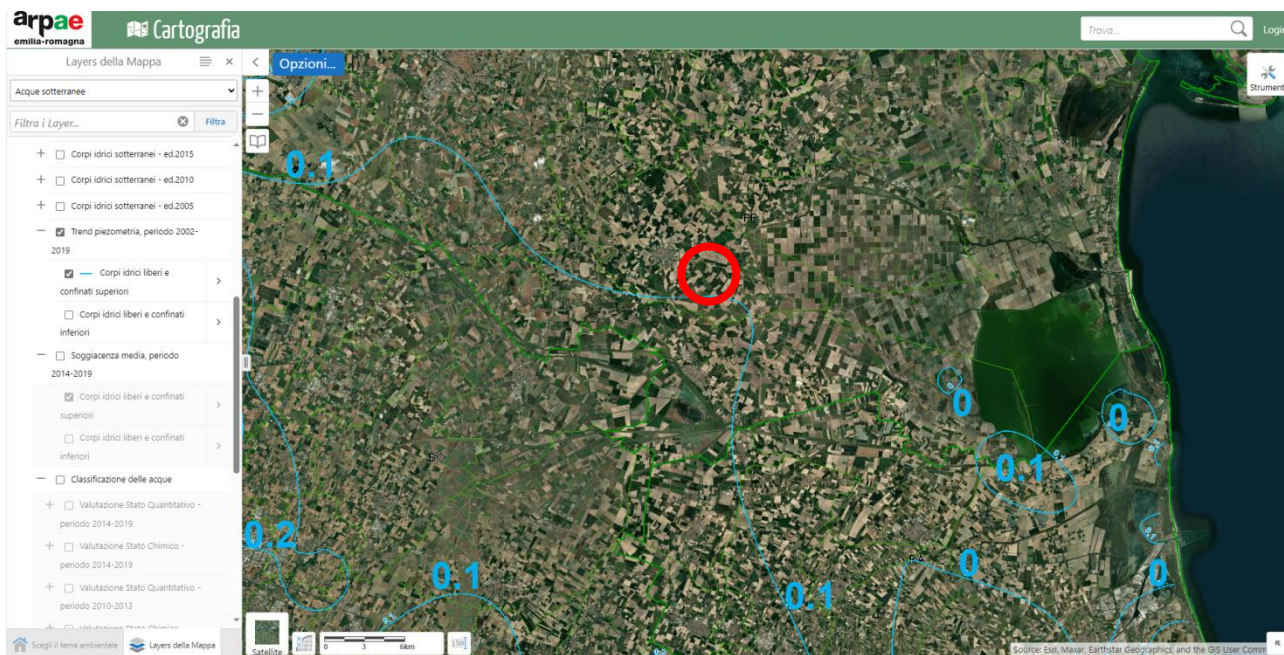 arpae
emilia-romagna
Cartografia
Trova...
Login
Layers della Mappa
Opzioni...
Strument
Acque sotterranee
Filtra i Layer...
Filtra
Corpi idrici sotterranei - ed.2015
Corpi idrici sotterranei - ed.2010
Corpi idrici sotterranei - ed.2005
Trend piezometria, periodo 2002-
2019
Corpi idrici liberi e
confinati superiori
Corpi idrici liberi e confinati
inferiori
Soggiacenza media, periodo
2014-2019
Corpi idrici liberi e confinati
superiori
Corpi idrici liberi e confinati
inferiori
Classificazione delle acque
Valutazione Stato Quantitativo -
periodo 2014-2019
Valutazione Stato Chimico -
periodo 2014-2019
Valutazione Stato Quantitativo -
periodo 2010-2013
Valutazione Stato Chimico -
Scegli il tema ambientale
Layers della Mappa
0.1
FE
0
0
0.1
BO
0.2
0.1
RA
0
0.1
0
Satellite
0 3 6km
Source: Esri, Maxar, Earthstar Geographics, and the GIS User Comm